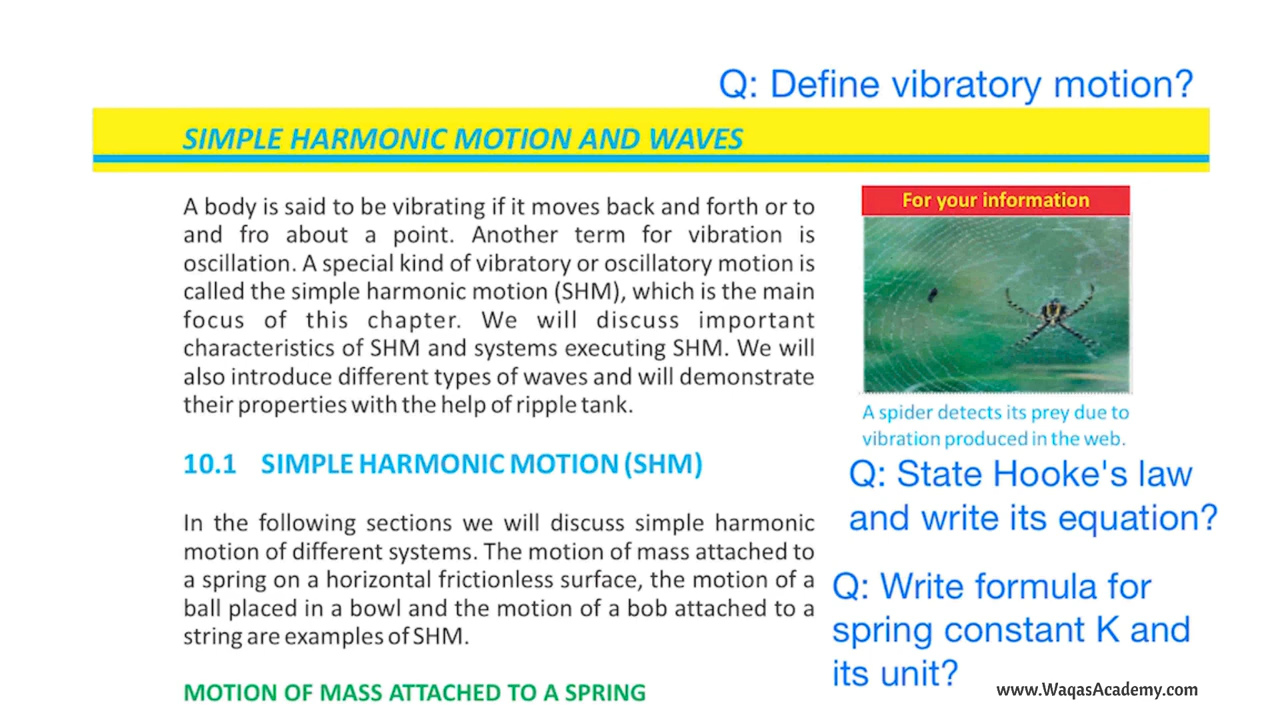 Q: Define vibratory motion?
SIMPLE HARMONIC MOTION AND WAVES
A body is said to be vibrating if it moves back and forth or to
and fro about a point. Another term for vibration is
oscillation. A special kind of vibratory or oscillatory motion is
called the simple harmonic motion (SHM), which is the main
focus of this chapter. We will discuss important
characteristics of SHM and systems executing SHM. We will
also introduce different types of waves and will demonstrate
their properties with the help of ripple tank.
10.1 SIMPLE HARMONIC MOTION (SHM)
In the following sections we will discuss simple harmonic
motion of different systems. The motion of mass attached to
a spring on a horizontal frictionless surface, the motion of a
ball placed in a bowl and the motion of a bob attached to a
string are examples of SHM.
MOTION OF MASS ATTACHED TO A SPRING
For your information
A spider detects its prey due to
vibration produced in the web.
Q: State Hooke's law
and write its equation?
Q: Write formula for
spring constant K and
its unit?
www.WaqasAcademy.com